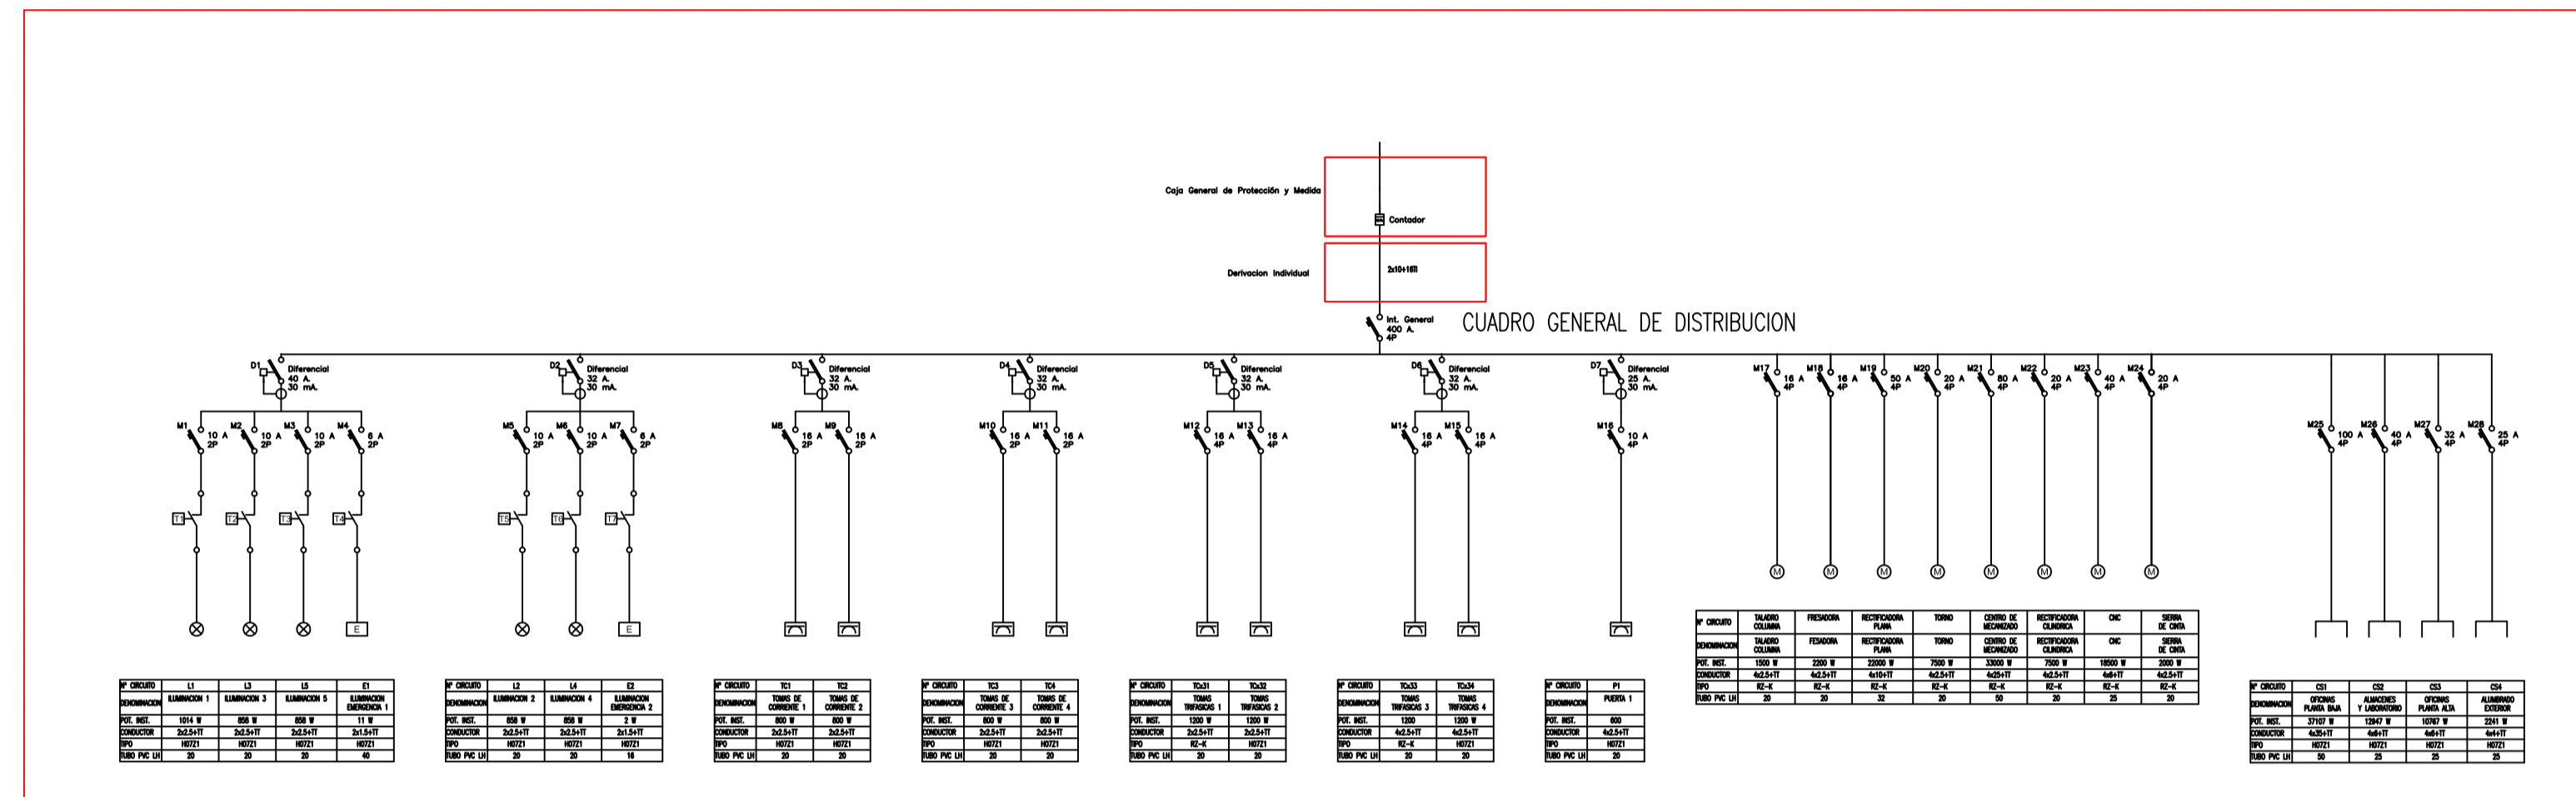 Caja General de Protección y Medida
Contador
Derivacion Individual
2x10+16TT
Int. General
400 A.
4P
CUADRO GENERAL DE DISTRIBUCION
D1
Diferencial
40 A.
30 mA.
D2
Diferencial
32 A.
30 mA.
D3
Diferencial
32 A.
30 mA.
D4
Diferencial
32 A.
30 mA.
D5
Diferencial
32 A.
30 mA.
D6
Diferencial
32 A.
30 mA.
D7
Diferencial
25 A.
30 mA.
M17 16 A 4P
M18 16 A 4P
M19 50 A 4P
M20 20 A 4P
M21 80 A 4P
M22 20 A 4P
M23 40 A 4P
M24 20 A 4P
M1 10 A 2P
M2 10 A 2P
M3 10 A 2P
M4 6 A 2P
M5 10 A 2P
M6 10 A 2P
M7 6 A 2P
M8 16 A 2P
M9 16 A 2P
M10 16 A 2P
M11 16 A 2P
M12 16 A 4P
M13 16 A 4P
M14 16 A 4P
M15 16 A 4P
M16 10 A 4P
M25 100 A 4P
M26 40 A 4P
M27 32 A 4P
M28 25 A 4P
T1 T2 T3 T4 T5 T6 T7
M M M M M M M M
E E
Nº CIRCUITO L1 L3 L5 E1
DENOMINACION ILUMINACION 1 ILUMINACION 3 ILUMINACION 5 ILUMINACION EMERGENCIA 1
POT. INST. 1014 W 858 W 858 W 11 W
CONDUCTOR 2x2.5+TT 2x2.5+TT 2x2.5+TT 2x1.5+TT
TIPO H07Z1 H07Z1 H07Z1 H07Z1
TUBO PVC LH 20 20 20 40
Nº CIRCUITO L2 L4 E2
DENOMINACION ILUMINACION 2 ILUMINACION 4 ILUMINACION EMERGENCIA 2
POT. INST. 858 W 858 W 2 W
CONDUCTOR 2x2.5+TT 2x2.5+TT 2x1.5+TT
TIPO H07Z1 H07Z1 H07Z1
TUBO PVC LH 20 20 16
Nº CIRCUITO TC1 TC2
DENOMINACION TOMAS DE CORRIENTE 1 TOMAS DE CORRIENTE 2
POT. INST. 800 W 800 W
CONDUCTOR 2x2.5+TT 2x2.5+TT
TIPO H07Z1 H07Z1
TUBO PVC LH 20 20
Nº CIRCUITO TC3 TC4
DENOMINACION TOMAS DE CORRIENTE 3 TOMAS DE CORRIENTE 4
POT. INST. 800 W 800 W
CONDUCTOR 2x2.5+TT 2x2.5+TT
TIPO H07Z1 H07Z1
TUBO PVC LH 20 20
Nº CIRCUITO TCx31 TCx32
DENOMINACION TOMAS TRIFASICAS 1 TOMAS TRIFASICAS 2
POT. INST. 1200 W 1200 W
CONDUCTOR 2x2.5+TT 2x2.5+TT
TIPO RZ-K H07Z1
TUBO PVC LH 20 20
Nº CIRCUITO TCx33 TCx34
DENOMINACION TOMAS TRIFASICAS 3 TOMAS TRIFASICAS 4
POT. INST. 1200 1200 W
CONDUCTOR 4x2.5+TT 4x2.5+TT
TIPO RZ-K H07Z1
TUBO PVC LH 20 20
Nº CIRCUITO P1
DENOMINACION PUERTA 1
POT. INST. 600
CONDUCTOR 4x2.5+TT
TIPO H07Z1
TUBO PVC LH 20
Nº CIRCUITO TALADRO COLUMNA FRESADORA RECTIFICADORA PLANA TORNO CENTRO DE MECANIZADO RECTIFICADORA CILINDRICA CNC SIERRA DE CINTA
DENOMINACION TALADRO COLUMNA FESADORA RECTIFICADORA PLANA TORNO CENTRO DE MECANIZADO RECTIFICADORA CILINDRICA CNC SIERRA DE CINTA
POT. INST. 1500 W 2200 W 22000 W 7500 W 33000 W 7500 W 18500 W 2000 W
CONDUCTOR 4x2.5+TT 4x2.5+TT 4x10+TT 4x2.5+TT 4x25+TT 4x2.5+TT 4x6+TT 4x2.5+TT
TIPO RZ-K RZ-K RZ-K RZ-K RZ-K RZ-K RZ-K RZ-K
TUBO PVC LH 20 20 32 20 50 20 25 20
Nº CIRCUITO CS1 CS2 CS3 CS4
DENOMINACION OFICINAS PLANTA BAJA ALMACENES Y LABORATORIO OFICINAS PLANTA ALTA ALUMBRADO EXTERIOR
POT. INST. 37107 W 12947 W 10767 W 2241 W
CONDUCTOR 4x35+TT 4x6+TT 4x6+TT 4x4+TT
TIPO H07Z1 H07Z1 H07Z1 H07Z1
TUBO PVC LH 50 25 25 25